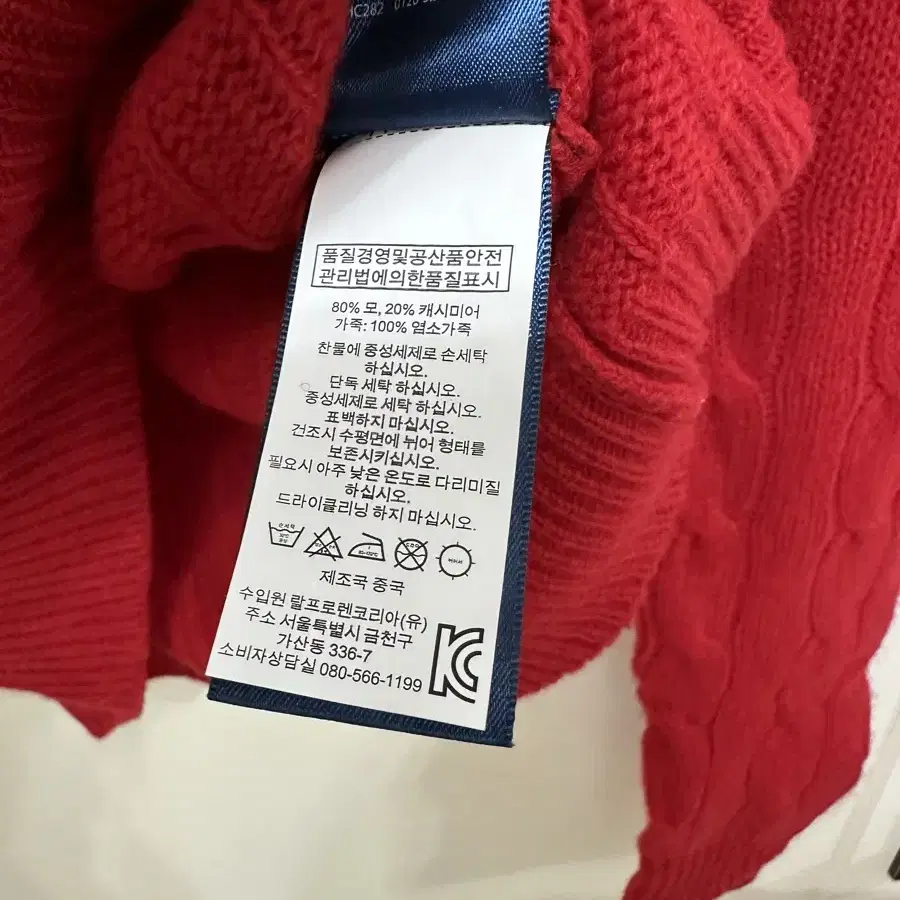 품질경영및공산품안전
관리법에의한품질표시
80% 모, 20% 캐시미어
가죽: 100% 염소가죽
찬물에 중성세제로 손세탁
하십시오.
단독 세탁 하십시오.
중성세제로 세탁 하십시오.
표백하지 마십시오.
건조시 수평면에 뉘어 형태를
보존시키십시오.
필요시 아주 낮은 온도로 다리미질
하십시오.
드라이클리닝 하지 마십시오.
제조국 중국
수입원 랄프로렌코리아(유)
주소 서울특별시 금천구
가산동 336-7
소비자상담실 080-566-1199